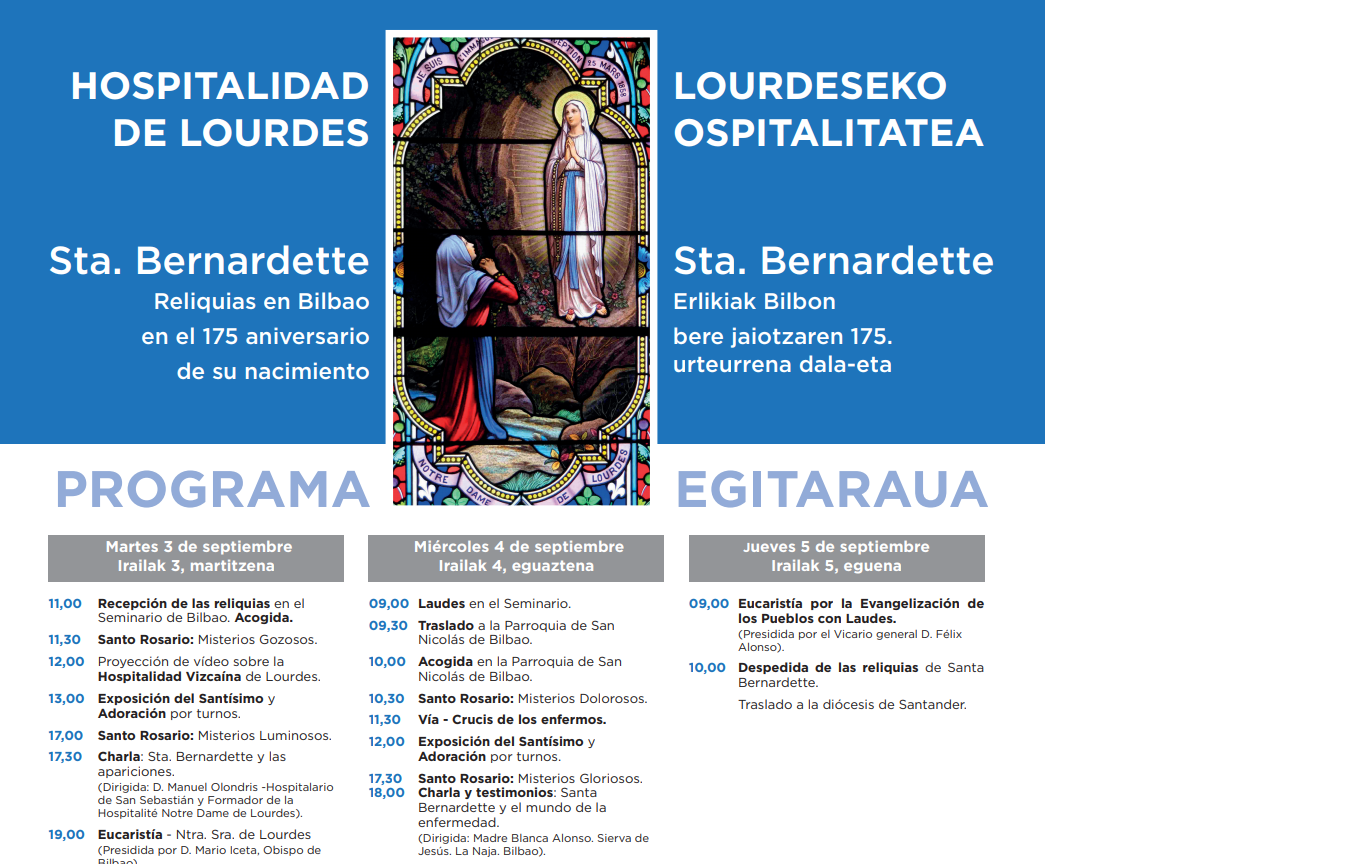 HOSPITALIDAD
DE LOURDES
Sta. Bernardette
Reliquias en Bilbao
en el 175 aniversario
de su nacimiento
JE SUIS L'IMMACULÉE CONCEPTION 25 MARS 1858
NOTRE DAME DE LOURDES
LOURDESEKO
OSPITALITATEA
Sta. Bernardette
Erlikiak Bilbon
bere jaiotzaren 175.
urteurrena dala-eta
PROGRAMA
EGITARAUA
Martes 3 de septiembre
Irailak 3, martitzena
11,00 Recepción de las reliquias en el
Seminario de Bilbao. Acogida.
11,30 Santo Rosario: Misterios Gozosos.
12,00 Proyección de vídeo sobre la
Hospitalidad Vizcaína de Lourdes.
13,00 Exposición del Santísimo y
Adoración por turnos.
17,00 Santo Rosario: Misterios Luminosos.
17,30 Charla: Sta. Bernardette y las
apariciones.
(Dirigida: D. Manuel Olondris -Hospitalario
de San Sebastián y Formador de la
Hospitalité Notre Dame de Lourdes).
19,00 Eucaristía - Ntra. Sra. de Lourdes
(Presidida por D. Mario Iceta, Obispo de
Bilbao)
Miércoles 4 de septiembre
Irailak 4, eguaztena
09,00 Laudes en el Seminario.
09,30 Traslado a la Parroquia de San
Nicolás de Bilbao.
10,00 Acogida en la Parroquia de San
Nicolás de Bilbao.
10,30 Santo Rosario: Misterios Dolorosos.
11,30 Vía - Crucis de los enfermos.
12,00 Exposición del Santísimo y
Adoración por turnos.
17,30 Santo Rosario: Misterios Gloriosos.
18,00 Charla y testimonios: Santa
Bernardette y el mundo de la
enfermedad.
(Dirigida: Madre Blanca Alonso. Sierva de
Jesús. La Naja. Bilbao).
Jueves 5 de septiembre
Irailak 5, eguena
09,00 Eucaristía por la Evangelización de
los Pueblos con Laudes.
(Presidida por el Vicario general D. Félix
Alonso).
10,00 Despedida de las reliquias de Santa
Bernardette.
Traslado a la diócesis de Santander.